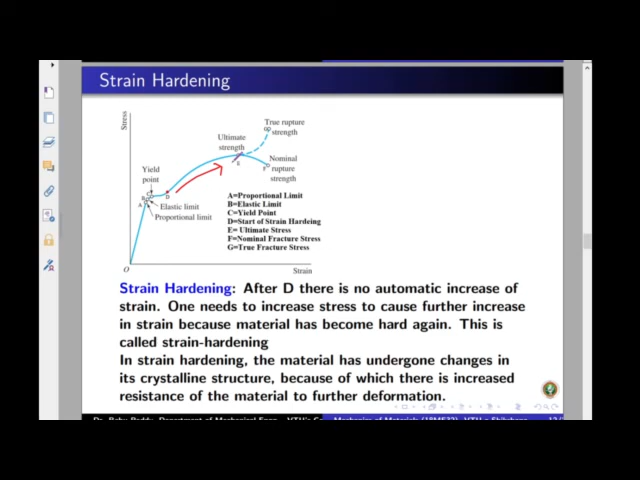 Strain Hardening
Stress
True rupture
strength
Ultimate
strength
E
Nominal
rupture
strength
F
Yield
point
B
A
D
Elastic limit
Proportional limit
A=Proportional Limit
B=Elastic Limit
C=Yield Point
D=Start of Strain Hardeing
E= Ultimate Stress
F=Nominal Fracture Stress
G=True Fracture Stress
O
Strain
Strain Hardening: After D there is no automatic increase of
strain. One needs to increase stress to cause further increase
in strain because material has become hard again. This is
called strain-hardening
In strain hardening, the material has undergone changes in
its crystalline structure, because of which there is increased
resistance of the material to further deformation.